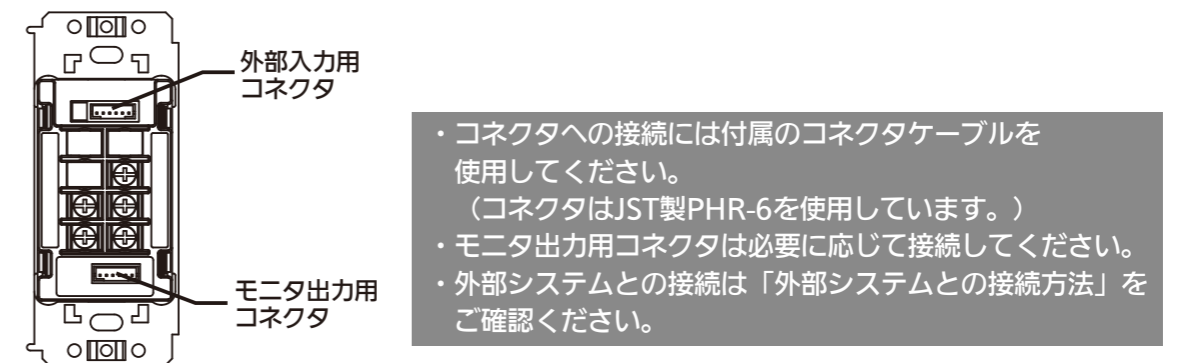 外部入力用
コネクタ
・コネクタへの接続には付属のコネクタケーブルを
使用してください。
（コネクタはJST製PHR-6を使用しています。）
・モニタ出力用コネクタは必要に応じて接続してください。
・外部システムとの接続は「外部システムとの接続方法」を
ご確認ください。
モニタ出力用
コネクタ